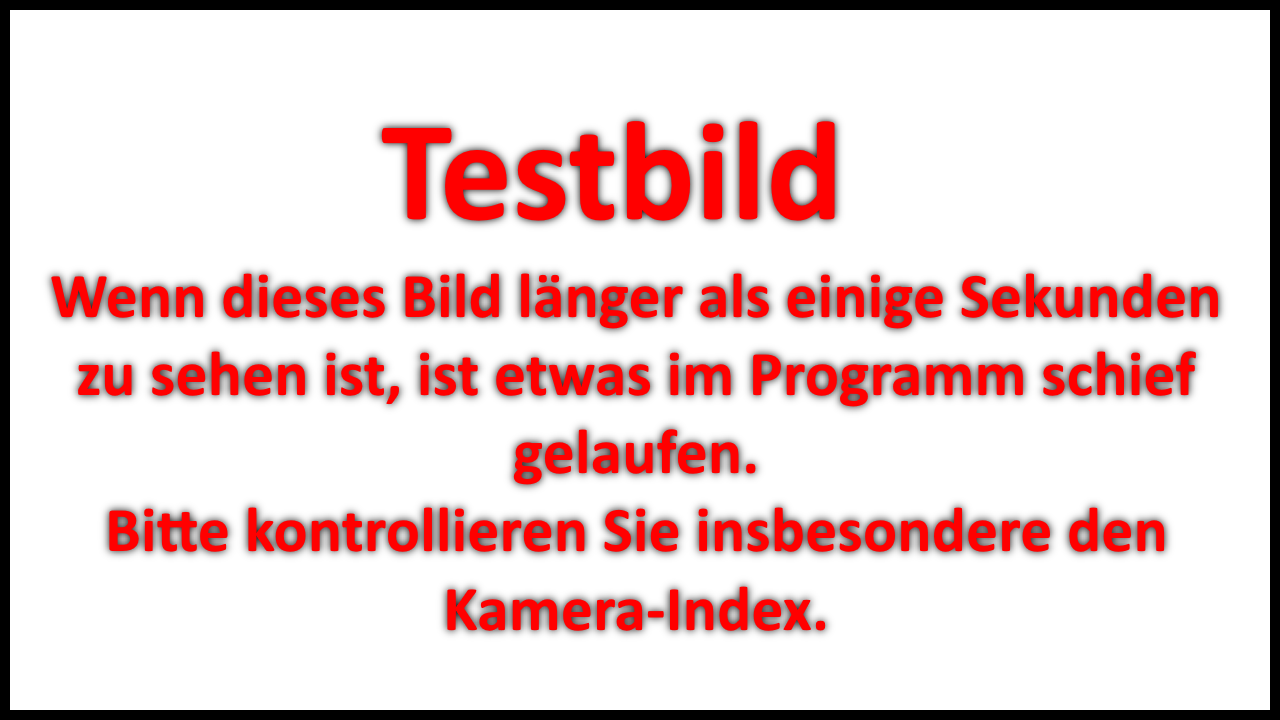 Testbild
Wenn dieses Bild länger als einige Sekunden
zu sehen ist, ist etwas im Programm schief
gelaufen.
Bitte kontrollieren Sie insbesondere den
Kamera-Index.